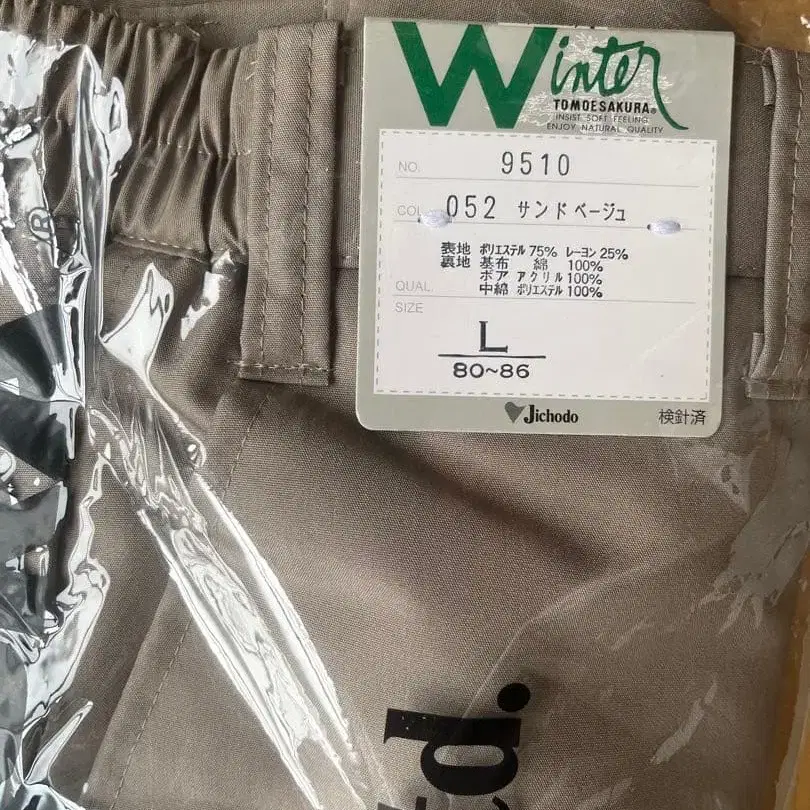 Winter
TOMOESAKURA®
INSIST SOFT FEELING
ENJOY NATURAL QUALITY
NO. 9510
COL. 052 サンドベージュ
表地 ポリエステル 75% レーヨン 25%
裏地 基布 綿 100%
ボア アクリル 100%
QUAL. 中綿 ポリエステル 100%
SIZE
L
80~86
Jichodo 検針済
®
td.